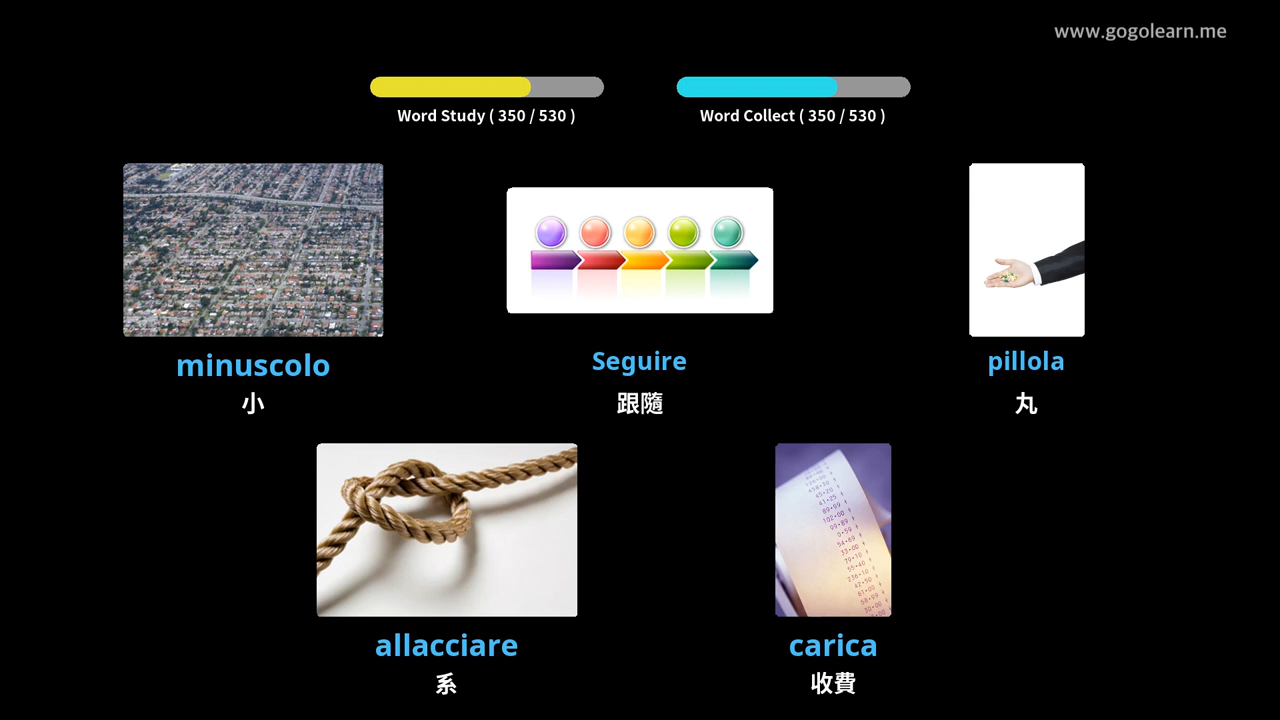 www.gogolearn.me
Word Study ( 350 / 530 )
Word Collect ( 350 / 530 )
minuscolo
小
Seguire
跟隨
pillola
丸
allacciare
系
carica
收費